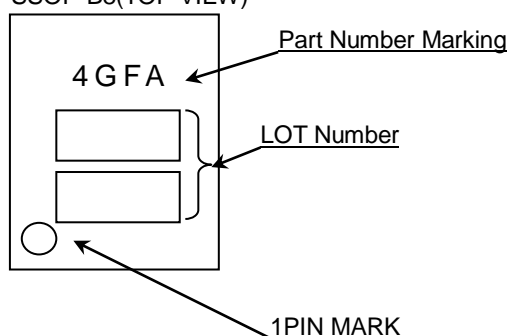 SSOP-B8(TOP VIEW)
Part Number Marking
4GFA
LOT Number
1PIN MARK